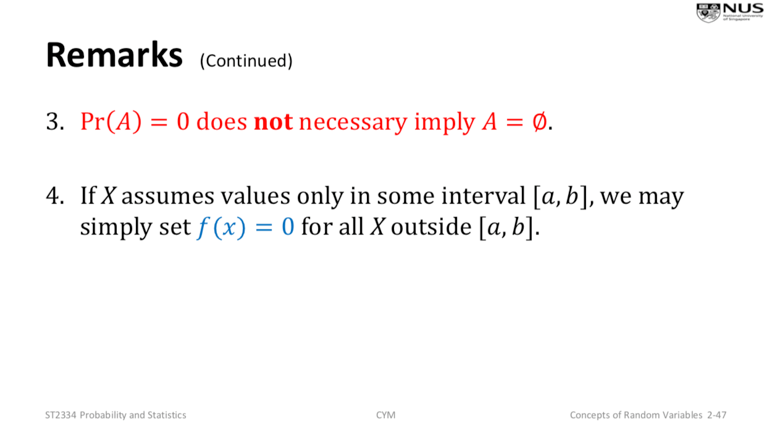 NUS
National University
of Singapore
Remarks (Continued)
3. Pr(𝐴) = 0 does not necessary imply 𝐴 = ∅.
4. If 𝑋 assumes values only in some interval [𝑎, 𝑏], we may
simply set 𝑓(𝑥) = 0 for all 𝑋 outside [𝑎, 𝑏].
ST2334 Probability and Statistics
CYM
Concepts of Random Variables 2-47